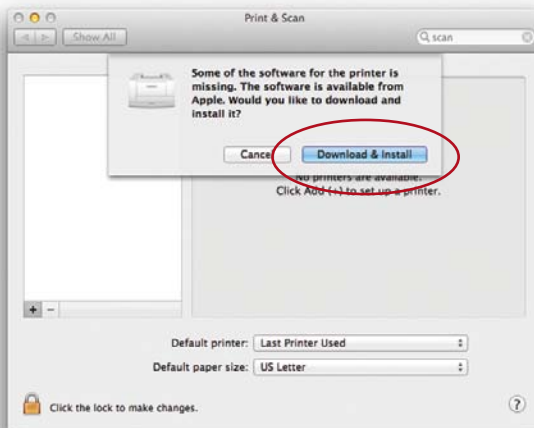 Print & Scan
Show All
scan
Some of the software for the printer is
missing. The software is available from
Apple. Would you like to download and
install it?
Cancel
Download & Install
No printers are available.
Click Add (+) to set up a printer.
+ −
Default printer: Last Printer Used
Default paper size: US Letter
Click the lock to make changes.
?